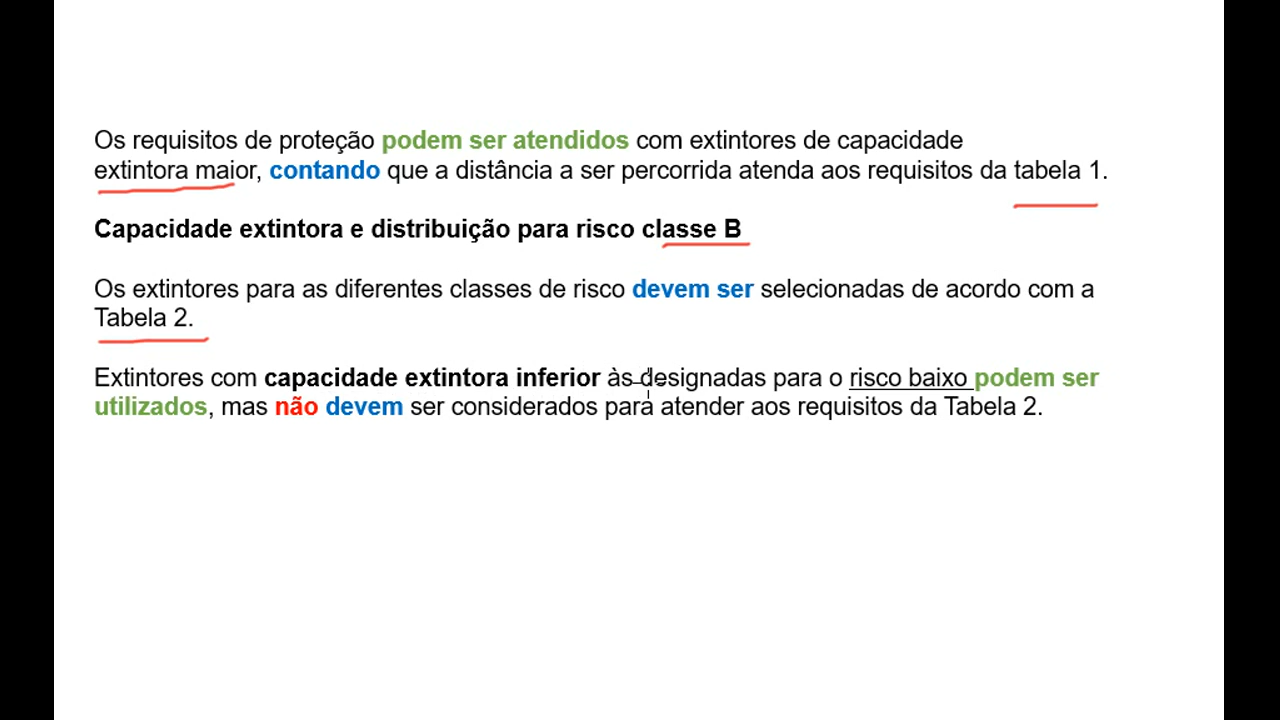 Os requisitos de proteção podem ser atendidos com extintores de capacidade
extintora maior, contando que a distância a ser percorrida atenda aos requisitos da tabela 1.
Capacidade extintora e distribuição para risco classe B
Os extintores para as diferentes classes de risco devem ser selecionadas de acordo com a
Tabela 2.
Extintores com capacidade extintora inferior às designadas para o risco baixo podem ser
utilizados, mas não devem ser considerados para atender aos requisitos da Tabela 2.